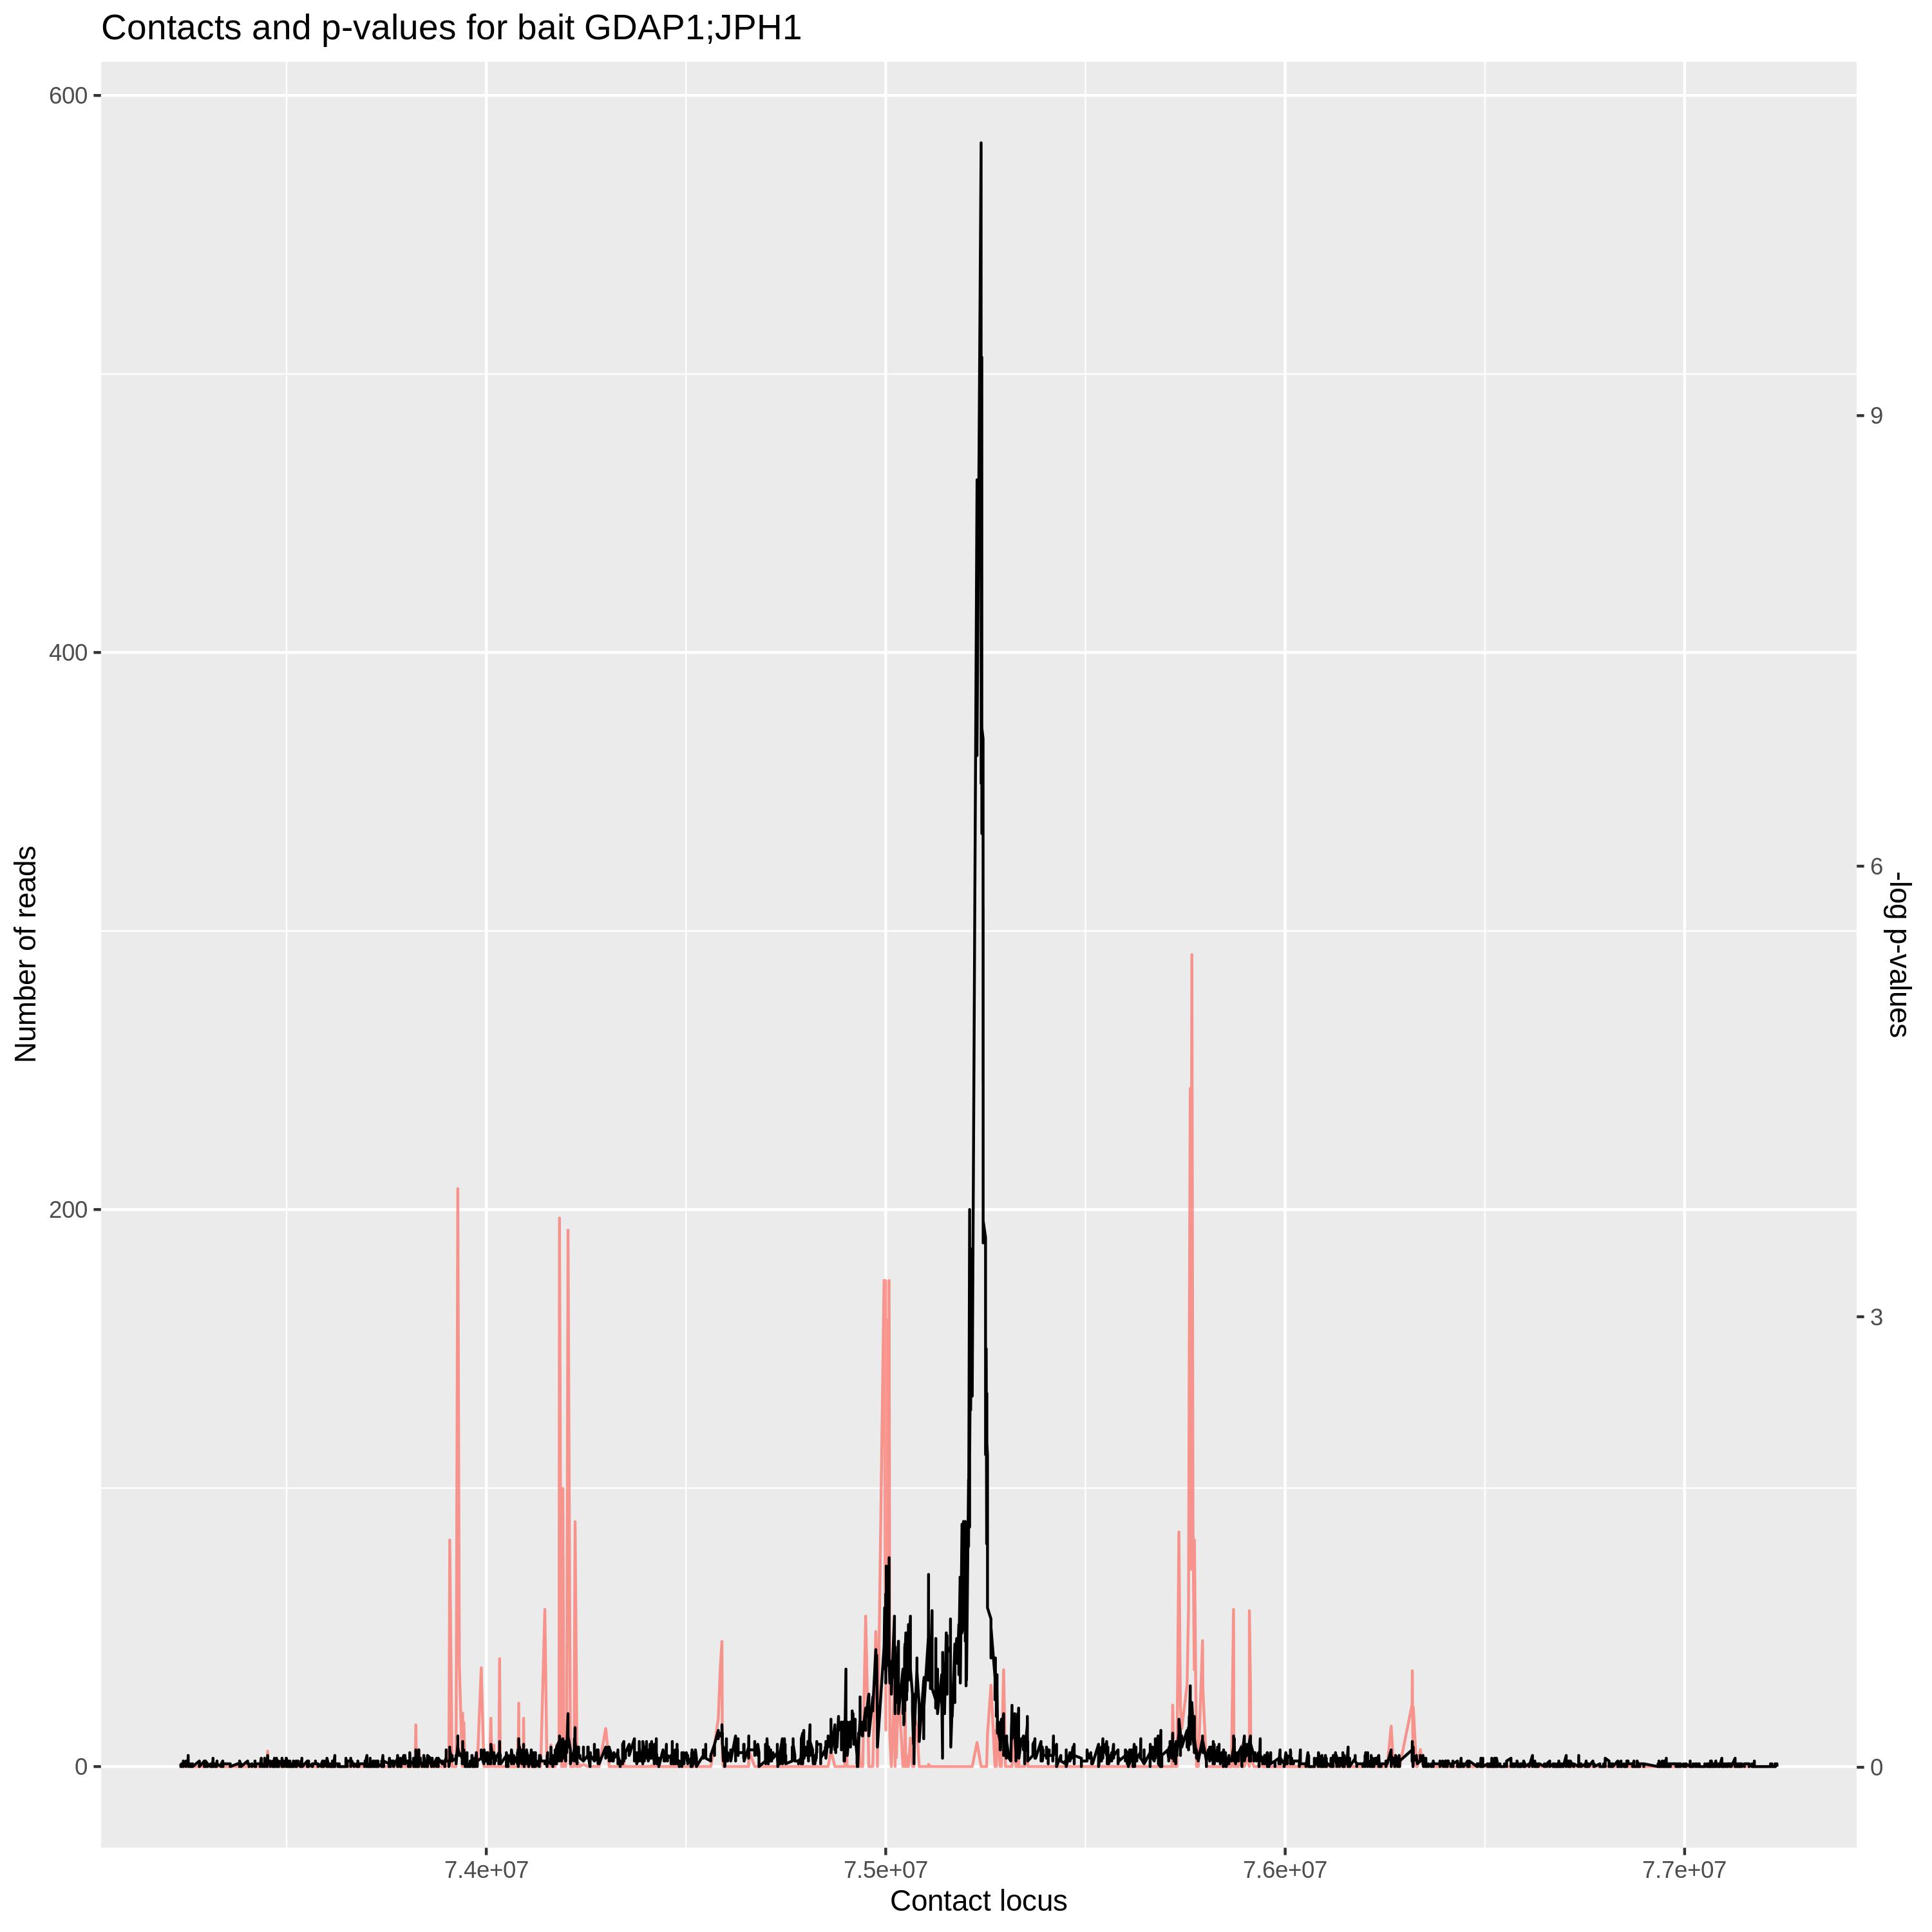 Contacts and p-values for bait GDAP1;JPH1
600
400
200
0
Number of reads
9
6
3
0
-log p-values
7.4e+07
7.5e+07
7.6e+07
7.7e+07
Contact locus